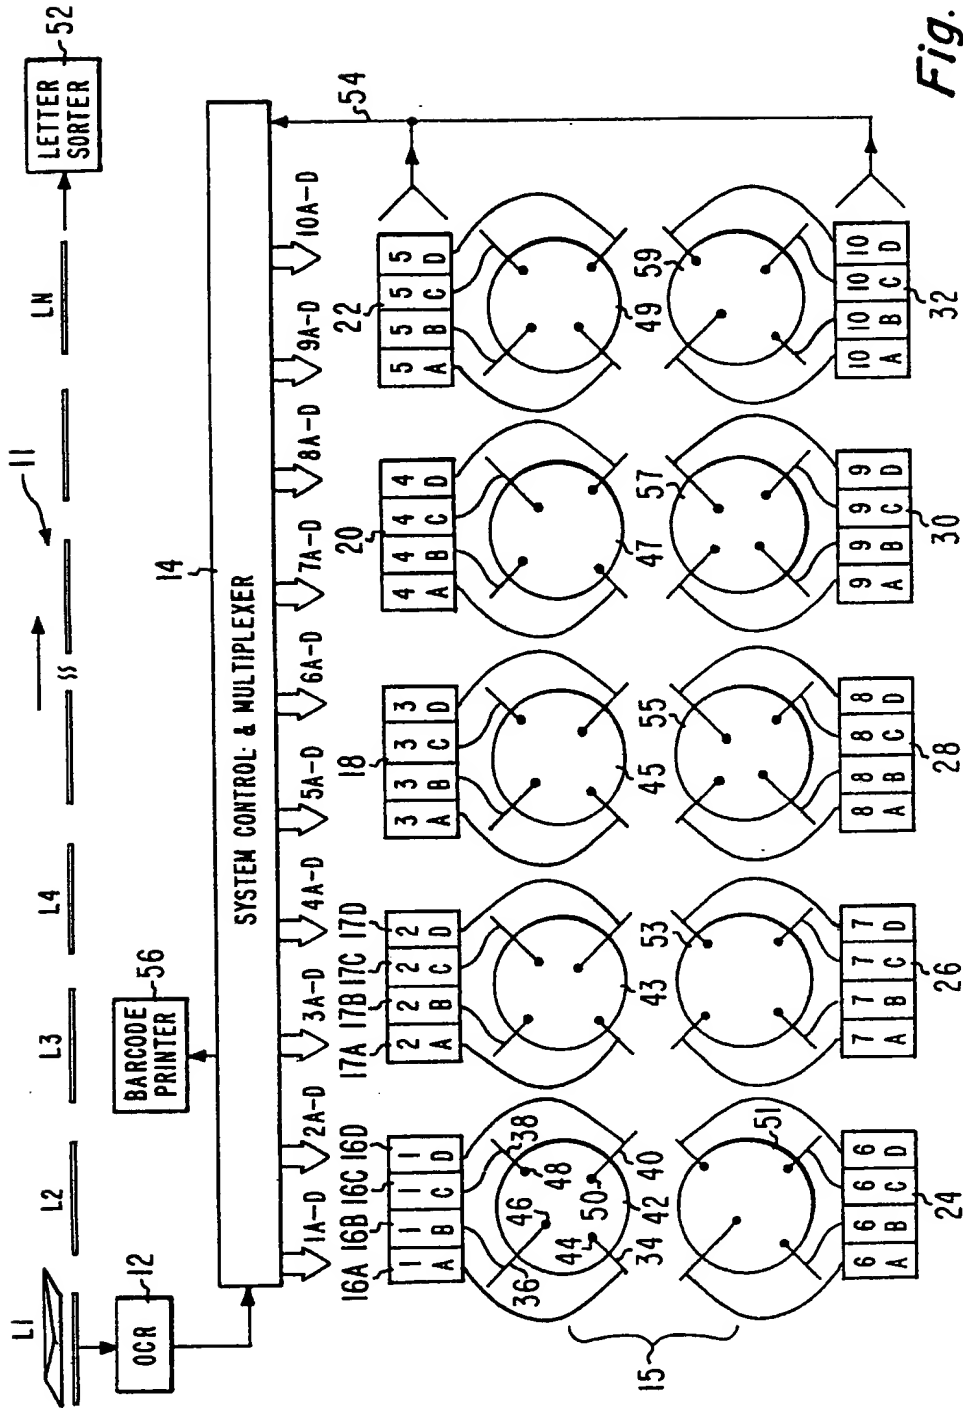 L1
L2
L3
L4
11
LN
LETTER
SORTER
52
12
OCR
BARCODE
PRINTER
56
14
SYSTEM CONTROL & MULTIPLEXER
54
1A-D
2A-D
3A-D
4A-D
5A-D
6A-D
7A-D
8A-D
9A-D
10A-D
16A
16B
16C
16D
17A
17B
17C
17D
18
20
22
1 1 1 1
A B C D
2 2 2 2
A B C D
3 3 3 3
A B C D
4 4 4 4
A B C D
5 5 5 5
A B C D
36
46
48
38
44
50
34
42
40
43
45
47
49
15
51
53
55
57
59
6 6 6 6
A B C D
7 7 7 7
A B C D
8 8 8 8
A B C D
9 9 9 9
A B C D
10 10 10 10
A B C D
24
26
28
30
32
Fig.